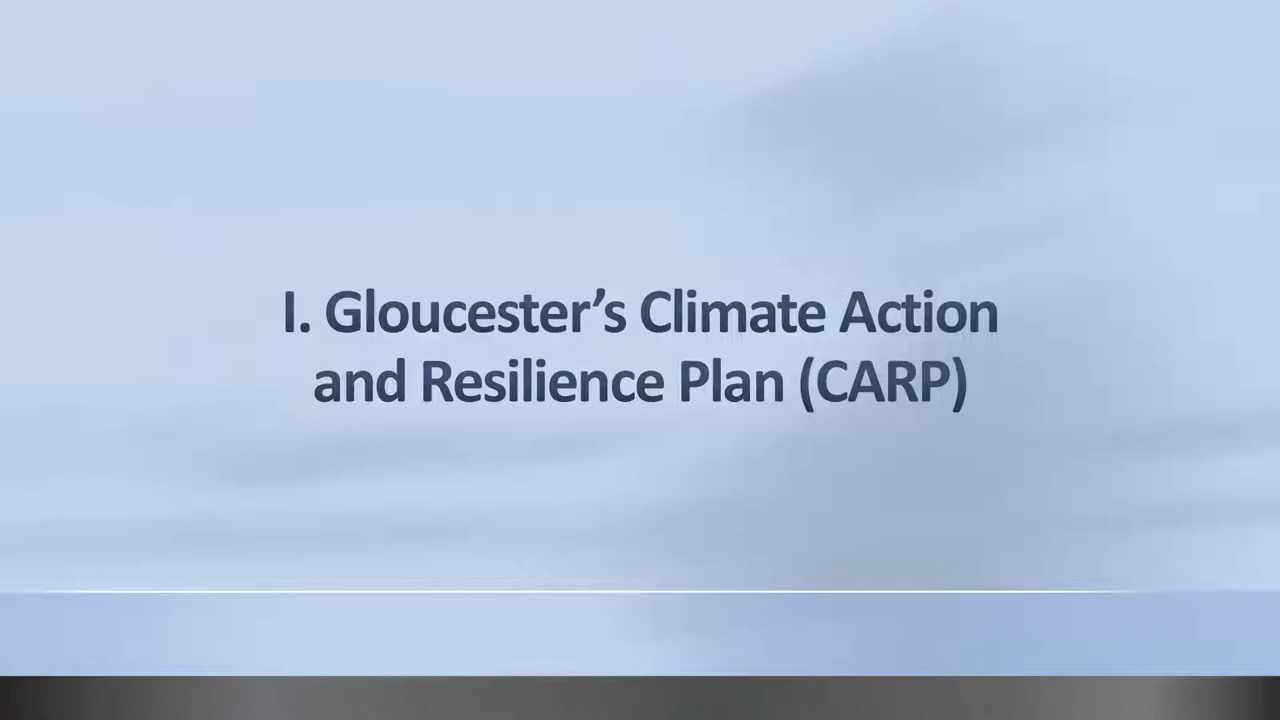 I. Gloucester’s Climate Action
and Resilience Plan (CARP)